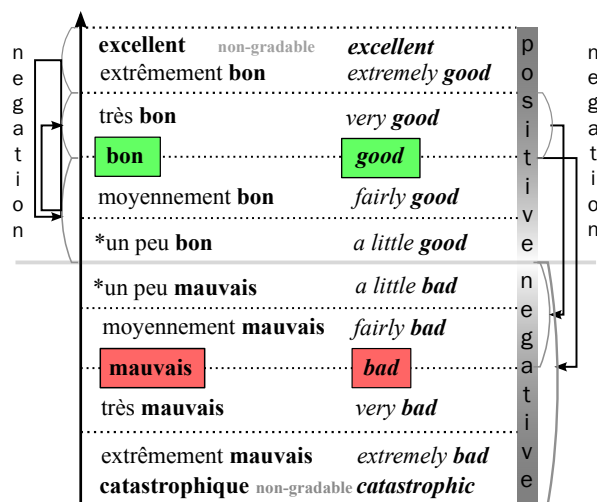 excellent non-gradable excellent
extrêmement bon extremely good
très bon very good
bon good
moyennement bon fairly good
*un peu bon a little good
*un peu mauvais a little bad
moyennement mauvais fairly bad
mauvais bad
très mauvais very bad
extrêmement mauvais extremely bad
catastrophique non-gradable catastrophic
negation
positive
negative
negation